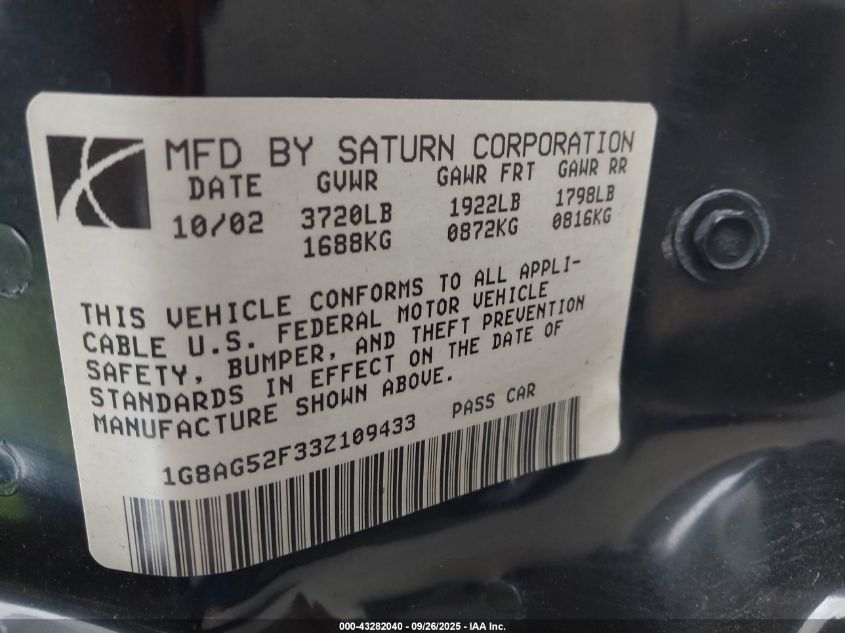 MFD BY SATURN CORPORATION
DATE GVWR GAWR FRT GAWR RR
10/02 3720LB 1922LB 1798LB
1688KG 0872KG 0816KG
THIS VEHICLE CONFORMS TO ALL APPLI-
CABLE U.S. FEDERAL MOTOR VEHICLE
SAFETY, BUMPER, AND THEFT PREVENTION
STANDARDS IN EFFECT ON THE DATE OF
MANUFACTURE SHOWN ABOVE.
1G8AG52F33Z109433 PASS CAR
000-43282040 - 09/26/2025 - IAA Inc.